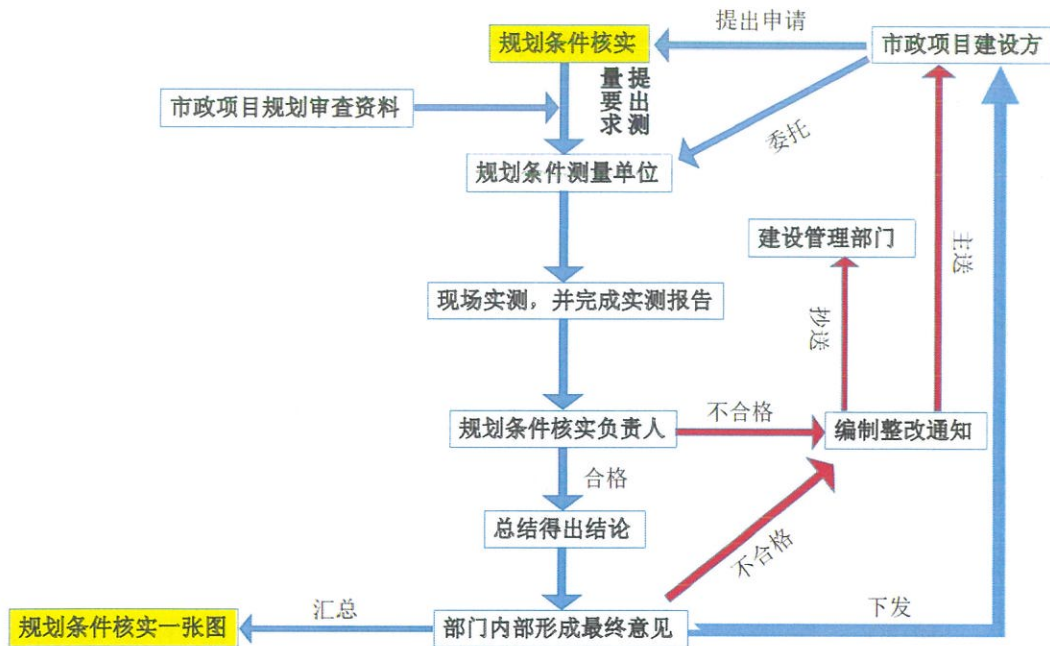 规划条件核实
提出申请
市政项目建设方
市政项目规划审查资料
提出测
量要求
委托
规划条件测量单位
建设管理部门
主送
现场实测，并完成实测报告
抄送
规划条件核实负责人
不合格
编制整改通知
合格
总结得出结论
不合格
规划条件核实一张图
汇总
部门内部形成最终意见
下发